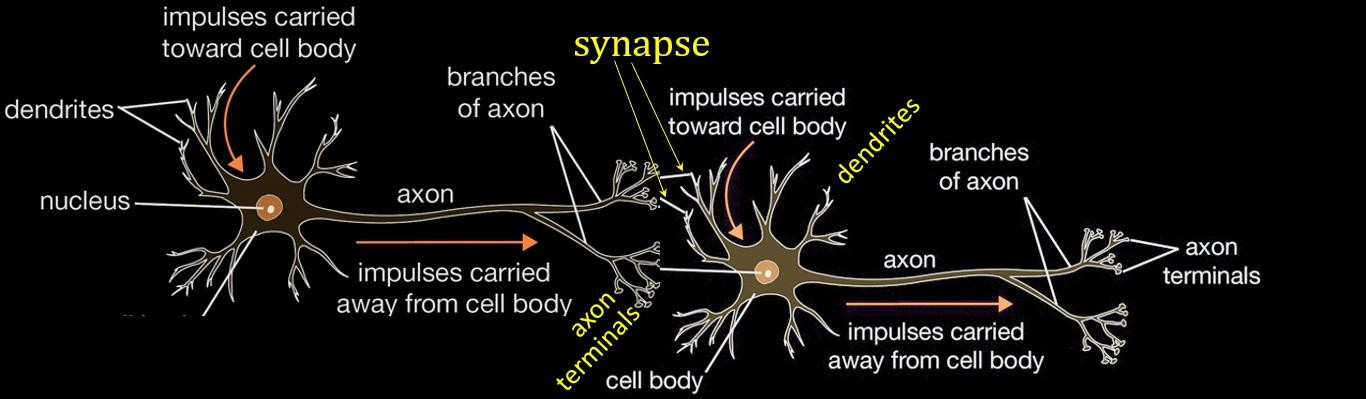 impulses carried
toward cell body
dendrites
nucleus
axon
branches
of axon
impulses carried
away from cell body
synapse
axon
terminals
impulses carried
toward cell body
dendrites
branches
of axon
axon
axon
terminals
impulses carried
away from cell body
cell body